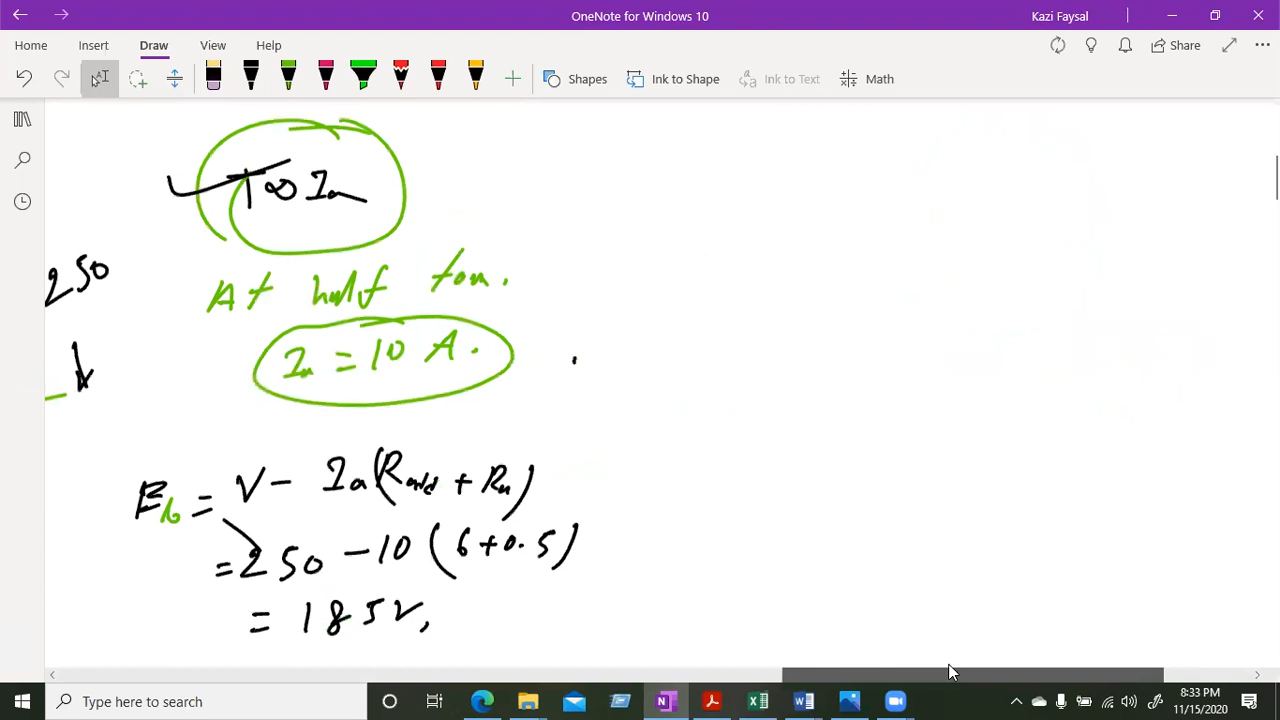 OneNote for Windows 10
Kazi Faysal
Home Insert Draw View Help
Share
Shapes Ink to Shape Ink to Text Math
T ∝ Ia
250
At half torr.
Ia = 10 A.
Eb = V - Ia (Radd + Ra)
= 250 - 10 (6+0.5)
= 185V,
Type here to search
8:33 PM
11/15/2020